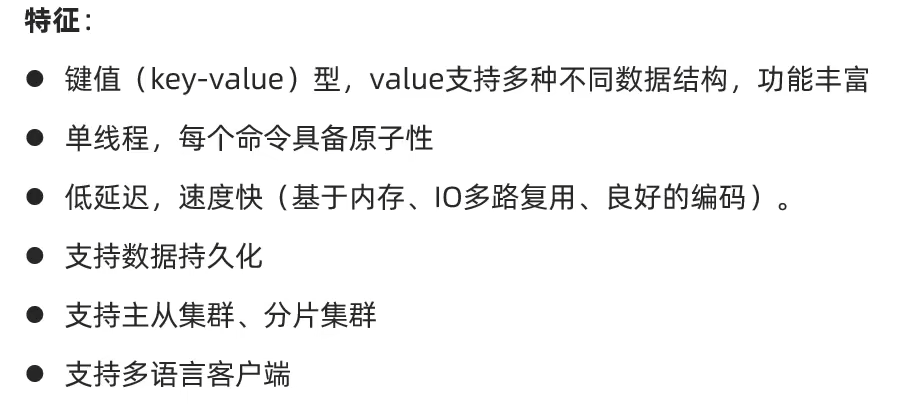 特征：
● 键值（key-value）型，value支持多种不同数据结构，功能丰富
● 单线程，每个命令具备原子性
● 低延迟，速度快（基于内存、IO多路复用、良好的编码）。
● 支持数据持久化
● 支持主从集群、分片集群
● 支持多语言客户端